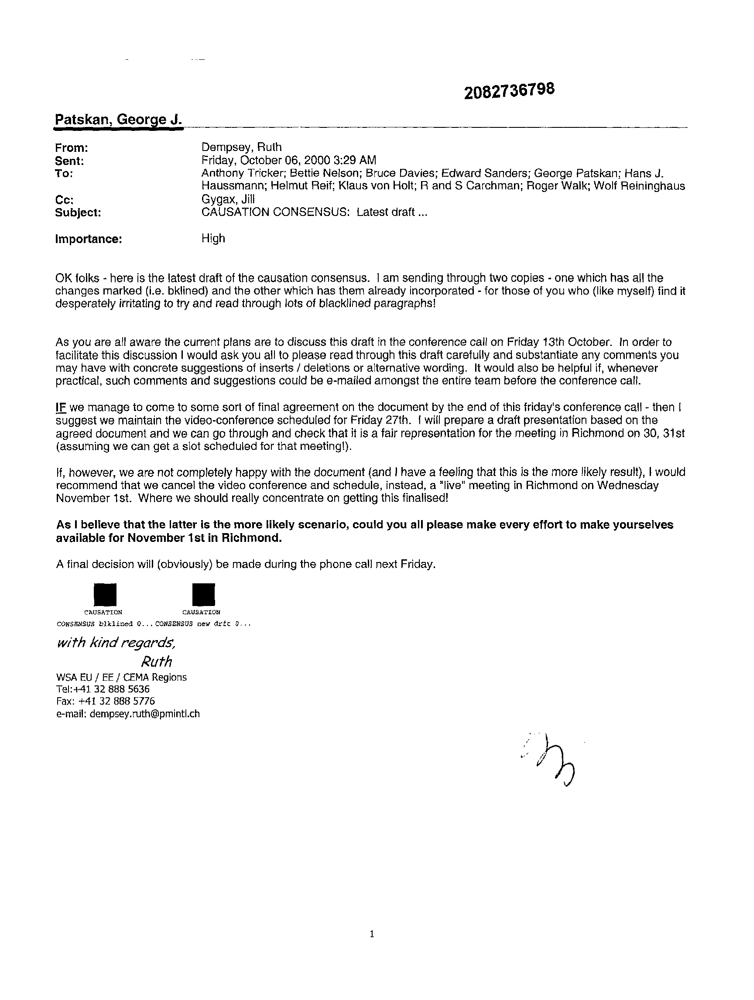 2082736798
Patskan, George J.
From: Dempsey, Ruth
Sent: Friday, October 06, 2000 3:29 AM
To: Anthony Tricker; Bettie Nelson; Bruce Davies; Edward Sanders; George Patskan; Hans J.
Haussmann; Helmut Reif; Klaus von Holt; R and S Carchman; Roger Walk; Wolf Reininghaus
Cc: Gygax, Jill
Subject: CAUSATION CONSENSUS: Latest draft ...
Importance: High
OK folks - here is the latest draft of the causation consensus. I am sending through two copies - one which has all the
changes marked (i.e. bklined) and the other which has them already incorporated - for those of you who (like myself) find it
desperately irritating to try and read through lots of blacklined paragraphs!
As you are all aware the current plans are to discuss this draft in the conference call on Friday 13th October. In order to
facilitate this discussion I would ask you all to please read through this draft carefully and substantiate any comments you
may have with concrete suggestions of inserts / deletions or alternative wording. It would also be helpful if, whenever
practical, such comments and suggestions could be e-mailed amongst the entire team before the conference call.
IF we manage to come to some sort of final agreement on the document by the end of this friday's conference call - then I
suggest we maintain the video-conference scheduled for Friday 27th. I will prepare a draft presentation based on the
agreed document and we can go through and check that it is a fair representation for the meeting in Richmond on 30, 31st
(assuming we can get a slot scheduled for that meeting!).
If, however, we are not completely happy with the document (and I have a feeling that this is the more likely result), I would
recommend that we cancel the video conference and schedule, instead, a "live" meeting in Richmond on Wednesday
November 1st. Where we should really concentrate on getting this finalised!
As I believe that the latter is the more likely scenario, could you all please make every effort to make yourselves
available for November 1st in Richmond.
A final decision will (obviously) be made during the phone call next Friday.
CAUSATION CAUSATION
CONSENSUS blklined 0... CONSENSUS new drft 0...
with kind regards,
Ruth
WSA EU / EE / CEMA Regions
Tel:+41 32 888 5636
Fax: +41 32 888 5776
e-mail: dempsey.ruth@pmintl.ch
1